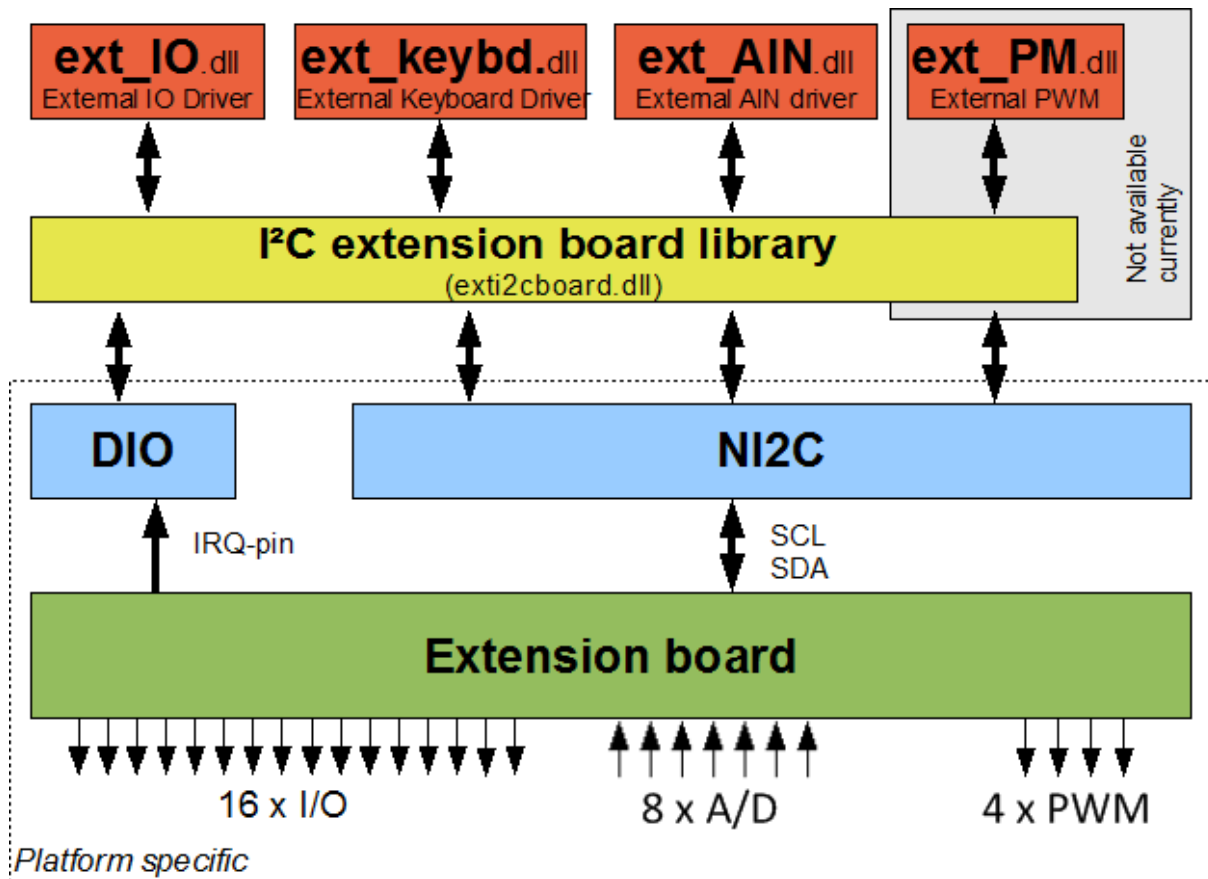 ext_IO.dll
External IO Driver
ext_keybd.dll
External Keyboard Driver
ext_AIN.dll
External AIN driver
ext_PM.dll
External PWM
Not available
currently
I²C extension board library
(exti2cboard.dll)
DIO
NI2C
IRQ-pin
SCL
SDA
Extension board
16 x I/O
8 x A/D
4 x PWM
Platform specific